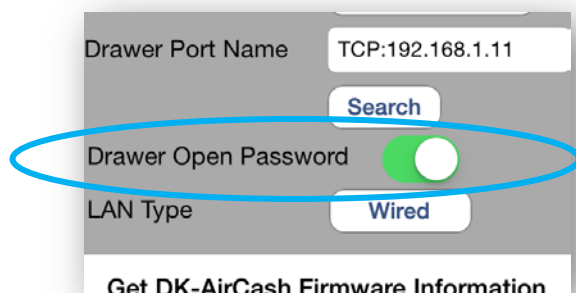 Drawer Port Name TCP:192.168.1.11
Search
Drawer Open Password
LAN Type Wired
Get DK-AirCash Firmware Information